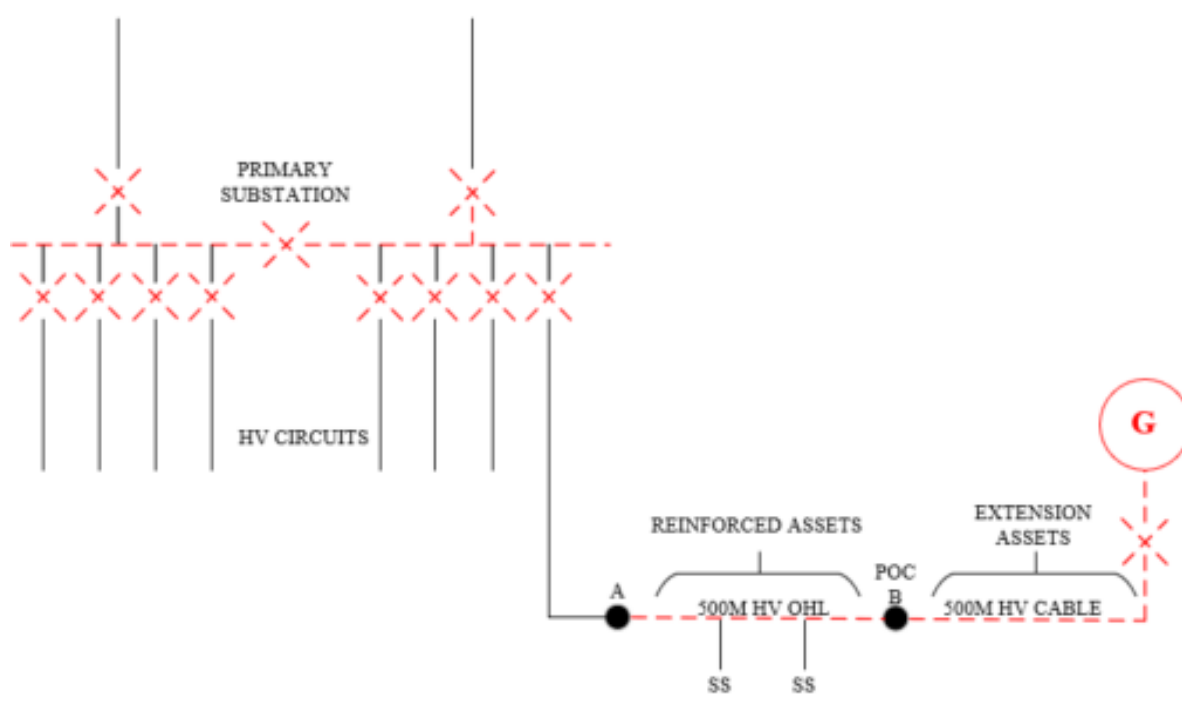 PRIMARY
SUBSTATION
HV CIRCUITS
G
REINFORCED ASSETS
EXTENSION
ASSETS
A
POC
B
500M HV OHL
500M HV CABLE
SS
SS